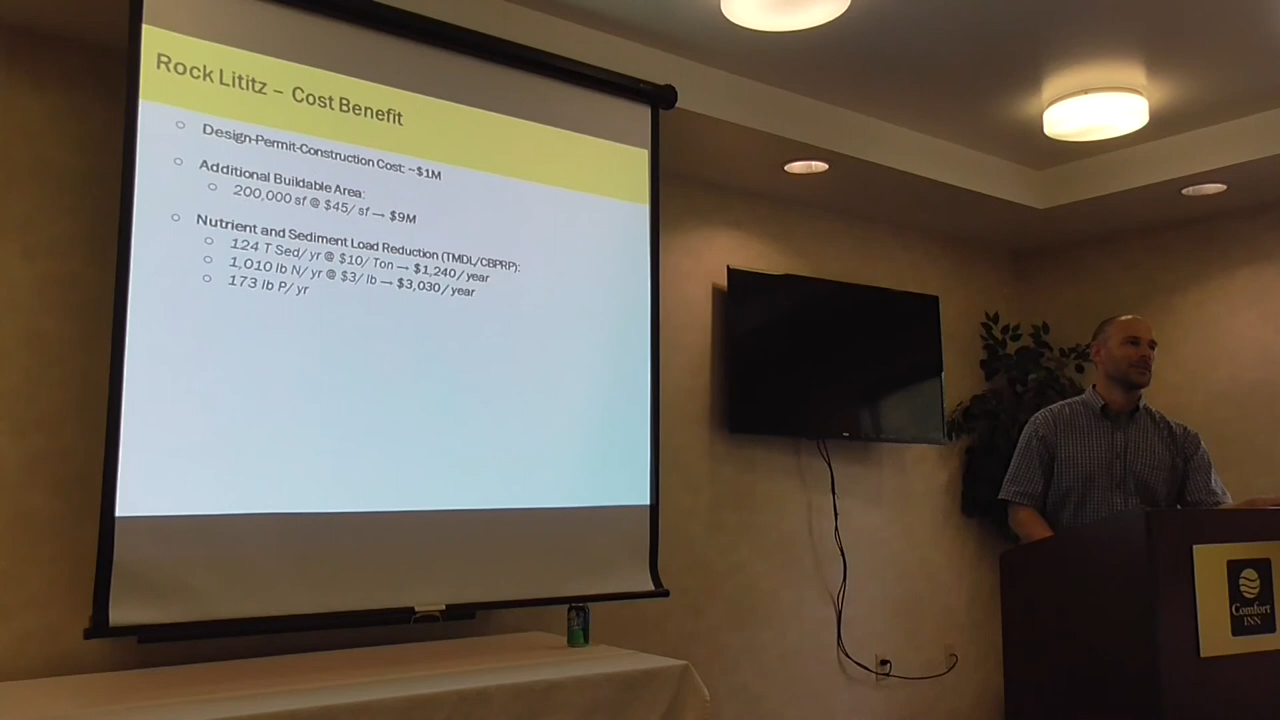 Rock Lititz – Cost Benefit
Design-Permit-Construction Cost: ~$1M
Additional Buildable Area:
200,000 sf @ $45/ sf → $9M
Nutrient and Sediment Load Reduction (TMDL/CBPRP):
124 T Sed/ yr @ $10/ Ton → $1,240/ year
1,010 lb N/ yr @ $3/ lb → $3,030/ year
173 lb P/ yr
Comfort
INN